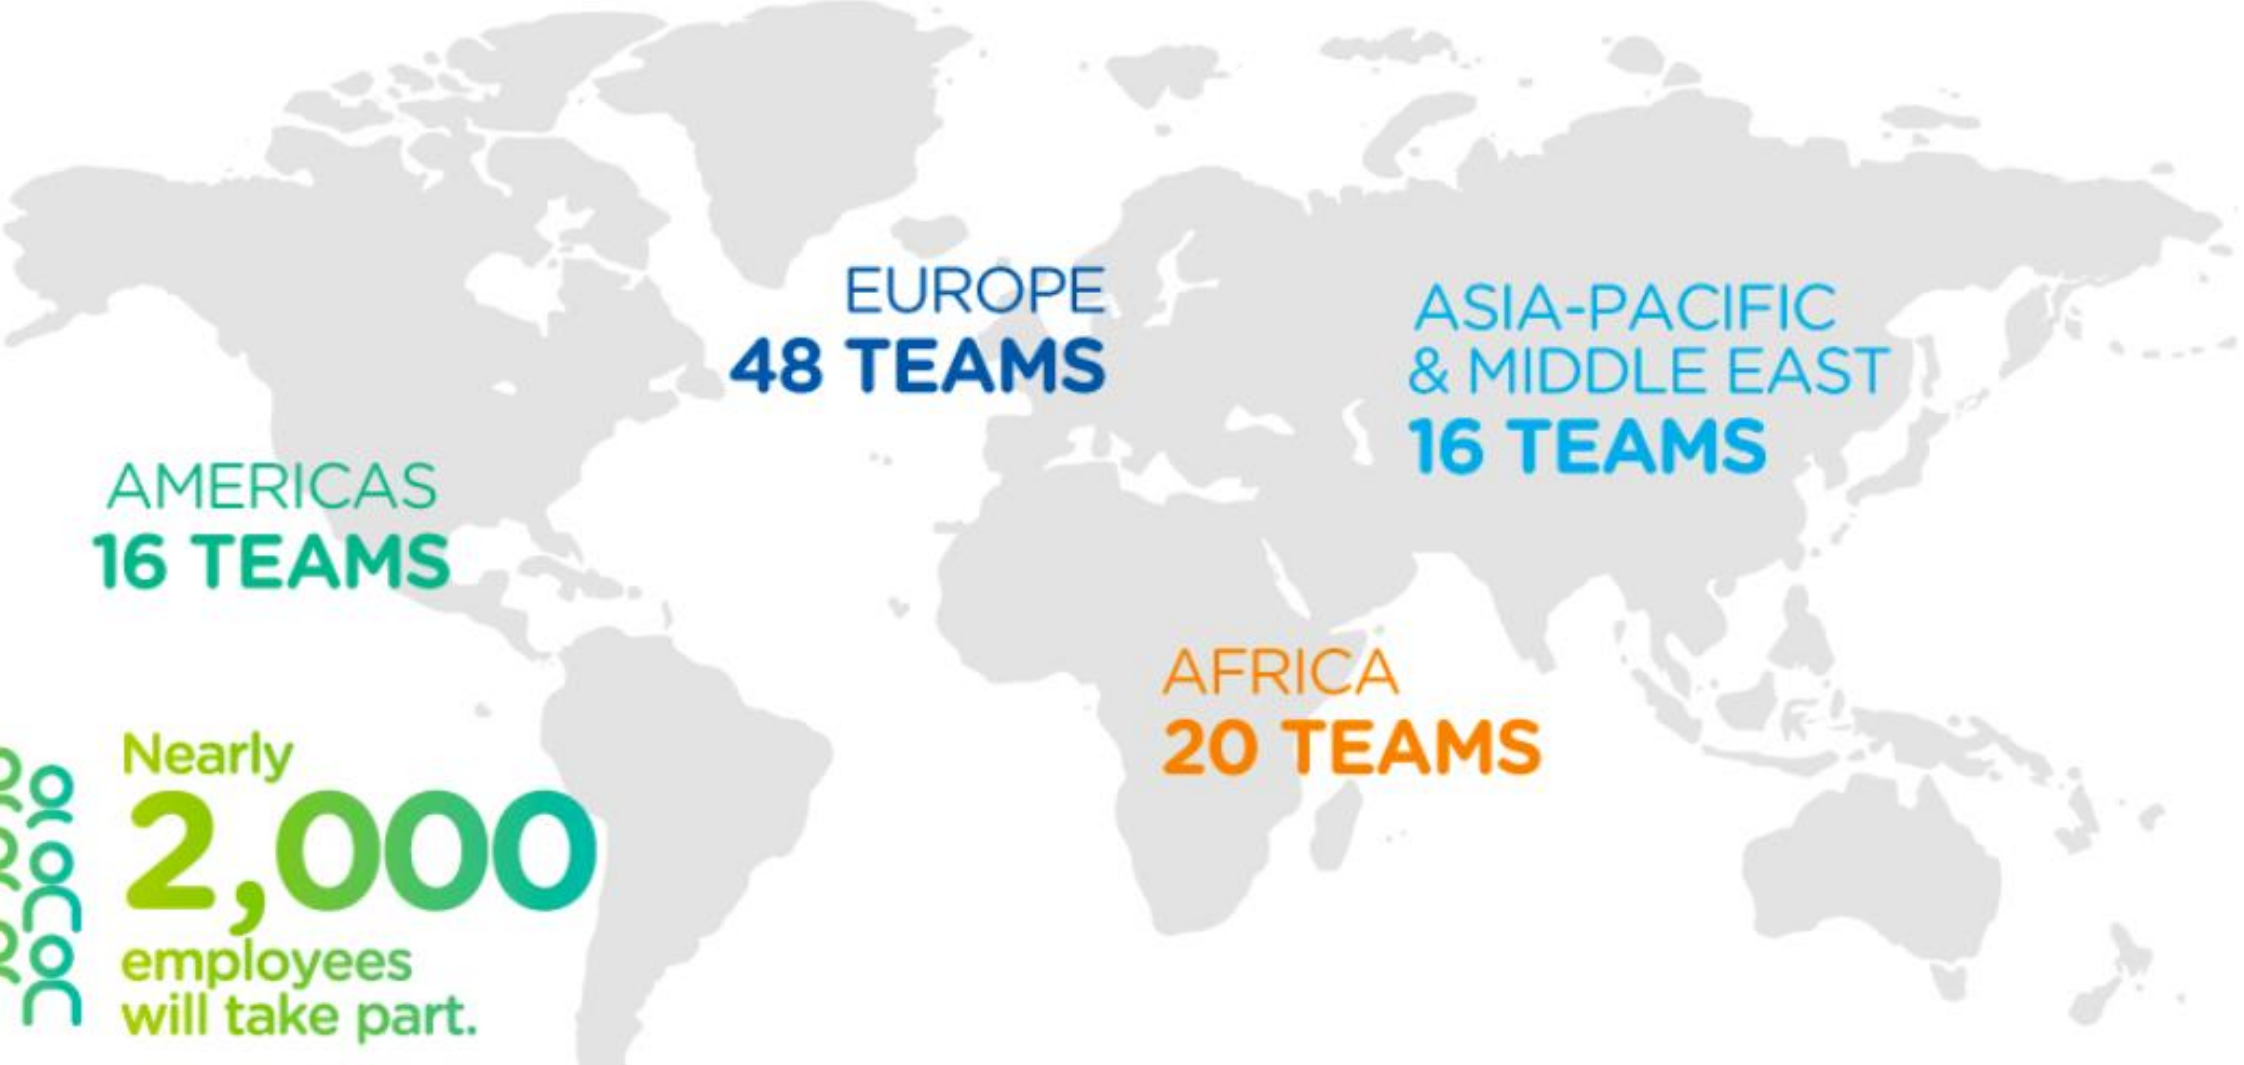 EUROPE
48 TEAMS
ASIA-PACIFIC
& MIDDLE EAST
16 TEAMS
AMERICAS
16 TEAMS
AFRICA
20 TEAMS
Nearly
2,000
employees
will take part.